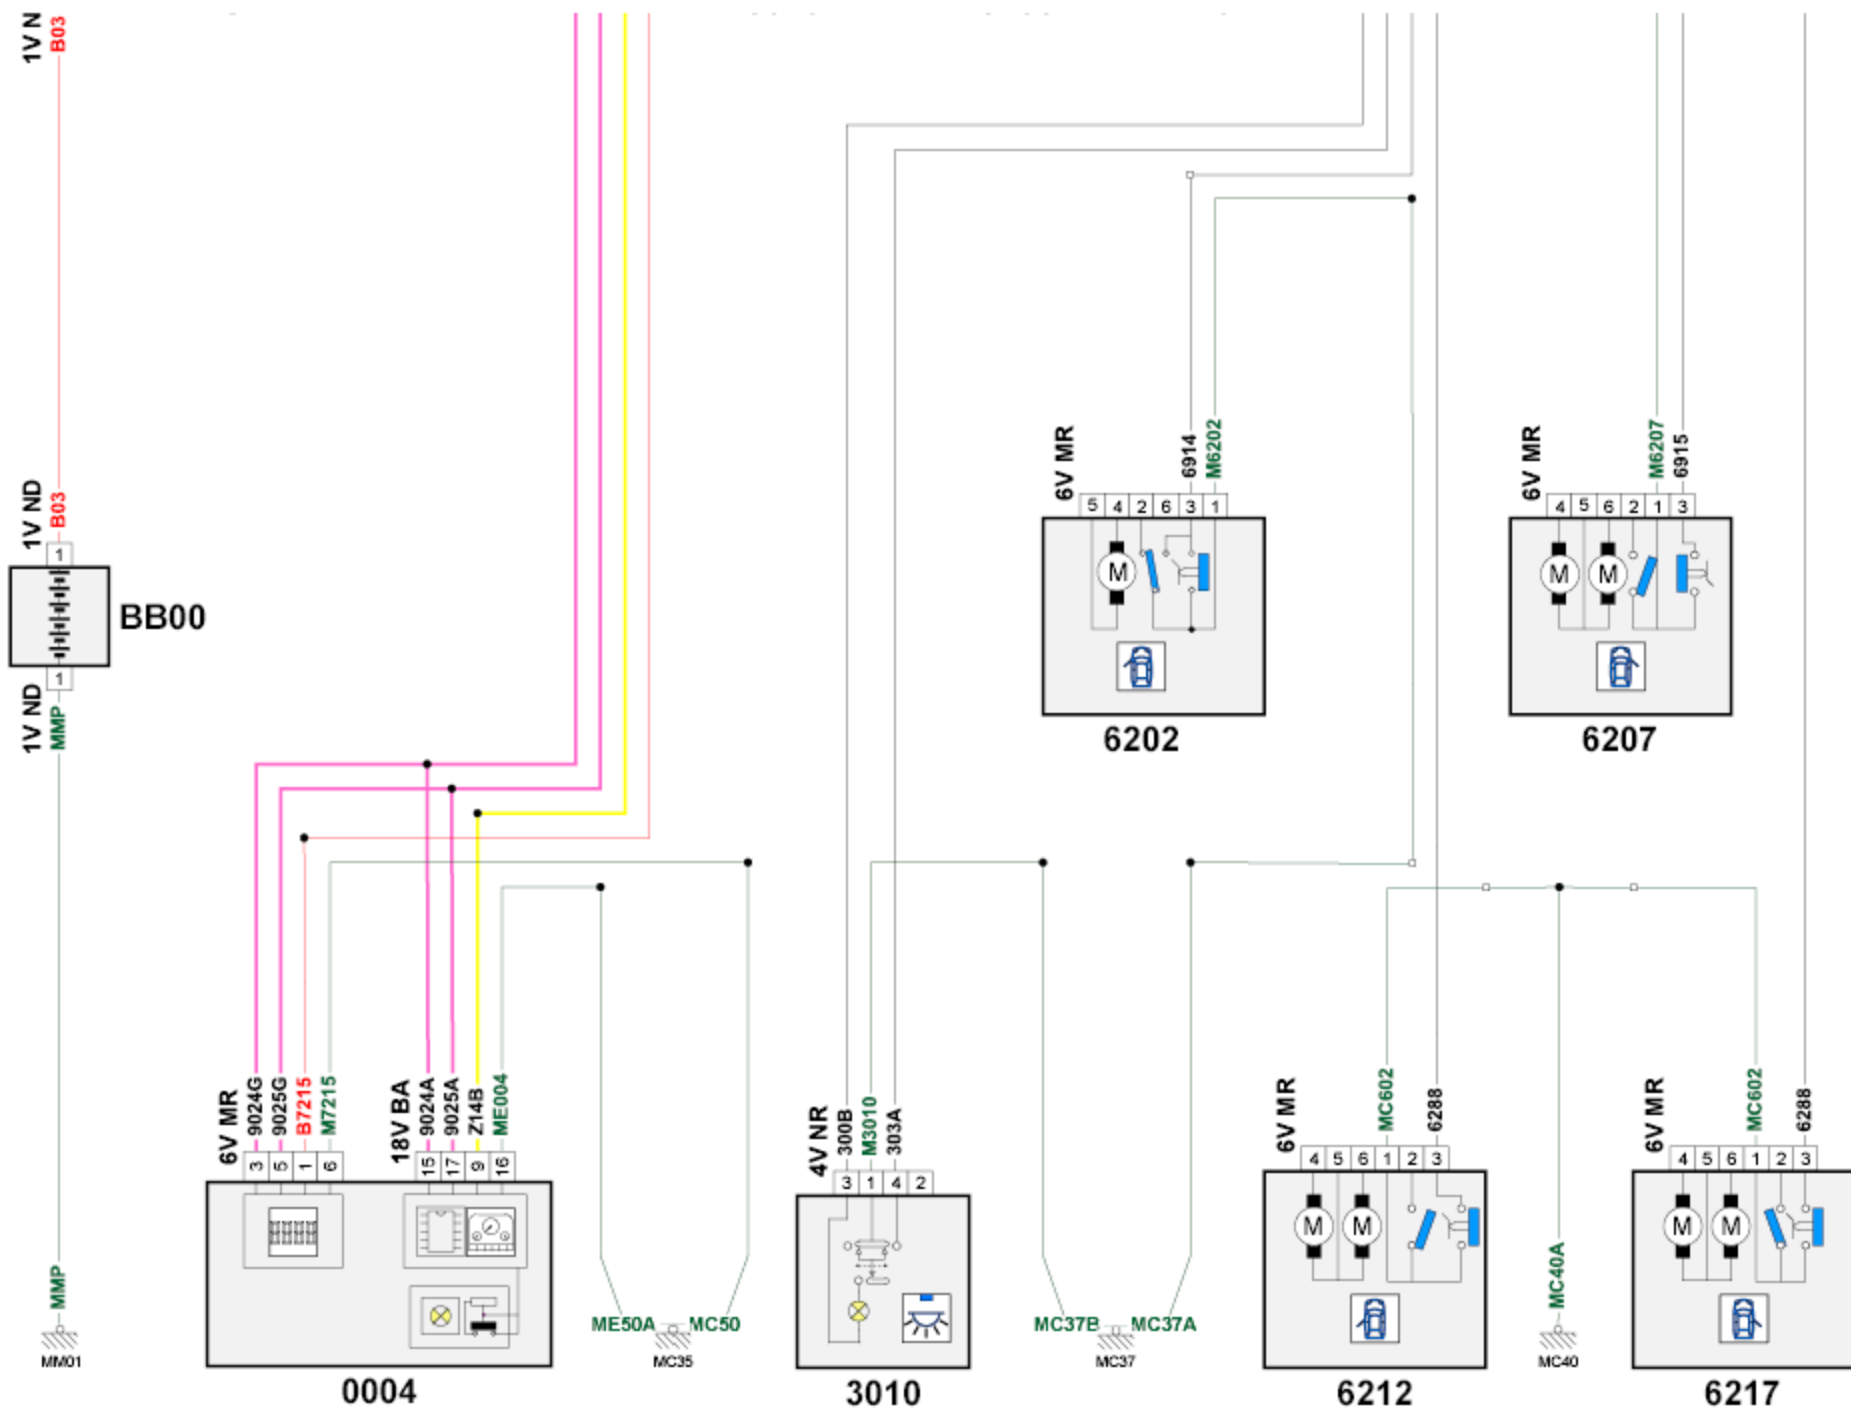 1V N
B03
1V ND
B03
1
BB00
1
1V ND
MMP
MMP
MM01
6V MR
6914
M6202
5 4 2 6 3 1
M
6202
6V MR
M6207
6915
4 5 6 2 1 3
M M
6207
6V MR
9024G
9025G
B7215
M7215
3 5 1 6
18V BA
9024A
9025A
Z14B
ME004
15 17 9 16
0004
ME50A
MC50
MC35
4V NR
300B
M3010
303A
3 1 4 2
3010
MC37B
MC37A
MC37
6V MR
MC602
6288
4 5 6 1 2 3
M M
6212
MC40A
MC40
6V MR
MC602
6288
4 5 6 1 2 3
M M
6217